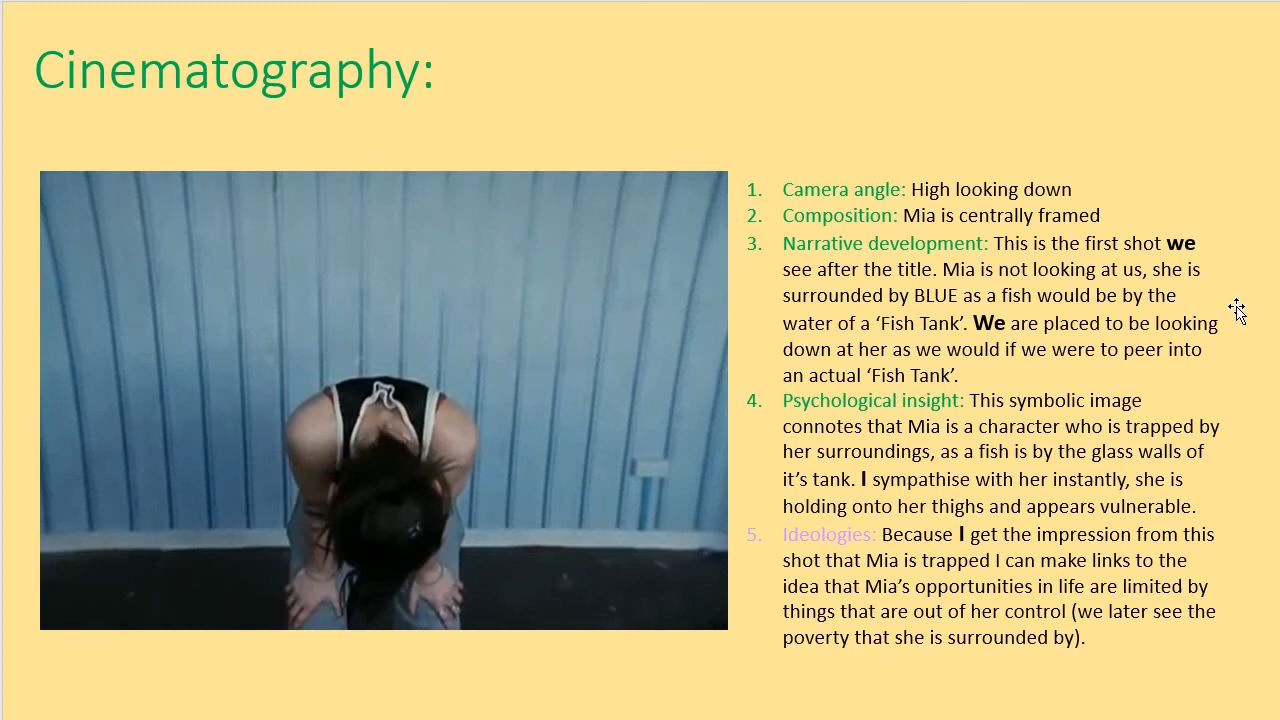 Cinematography:
1. Camera angle: High looking down
2. Composition: Mia is centrally framed
3. Narrative development: This is the first shot we
see after the title. Mia is not looking at us, she is
surrounded by BLUE as a fish would be by the
water of a ‘Fish Tank’. We are placed to be looking
down at her as we would if we were to peer into
an actual ‘Fish Tank’.
4. Psychological insight: This symbolic image
connotes that Mia is a character who is trapped by
her surroundings, as a fish is by the glass walls of
it’s tank. I sympathise with her instantly, she is
holding onto her thighs and appears vulnerable.
5. Ideologies: Because I get the impression from this
shot that Mia is trapped I can make links to the
idea that Mia’s opportunities in life are limited by
things that are out of her control (we later see the
poverty that she is surrounded by).